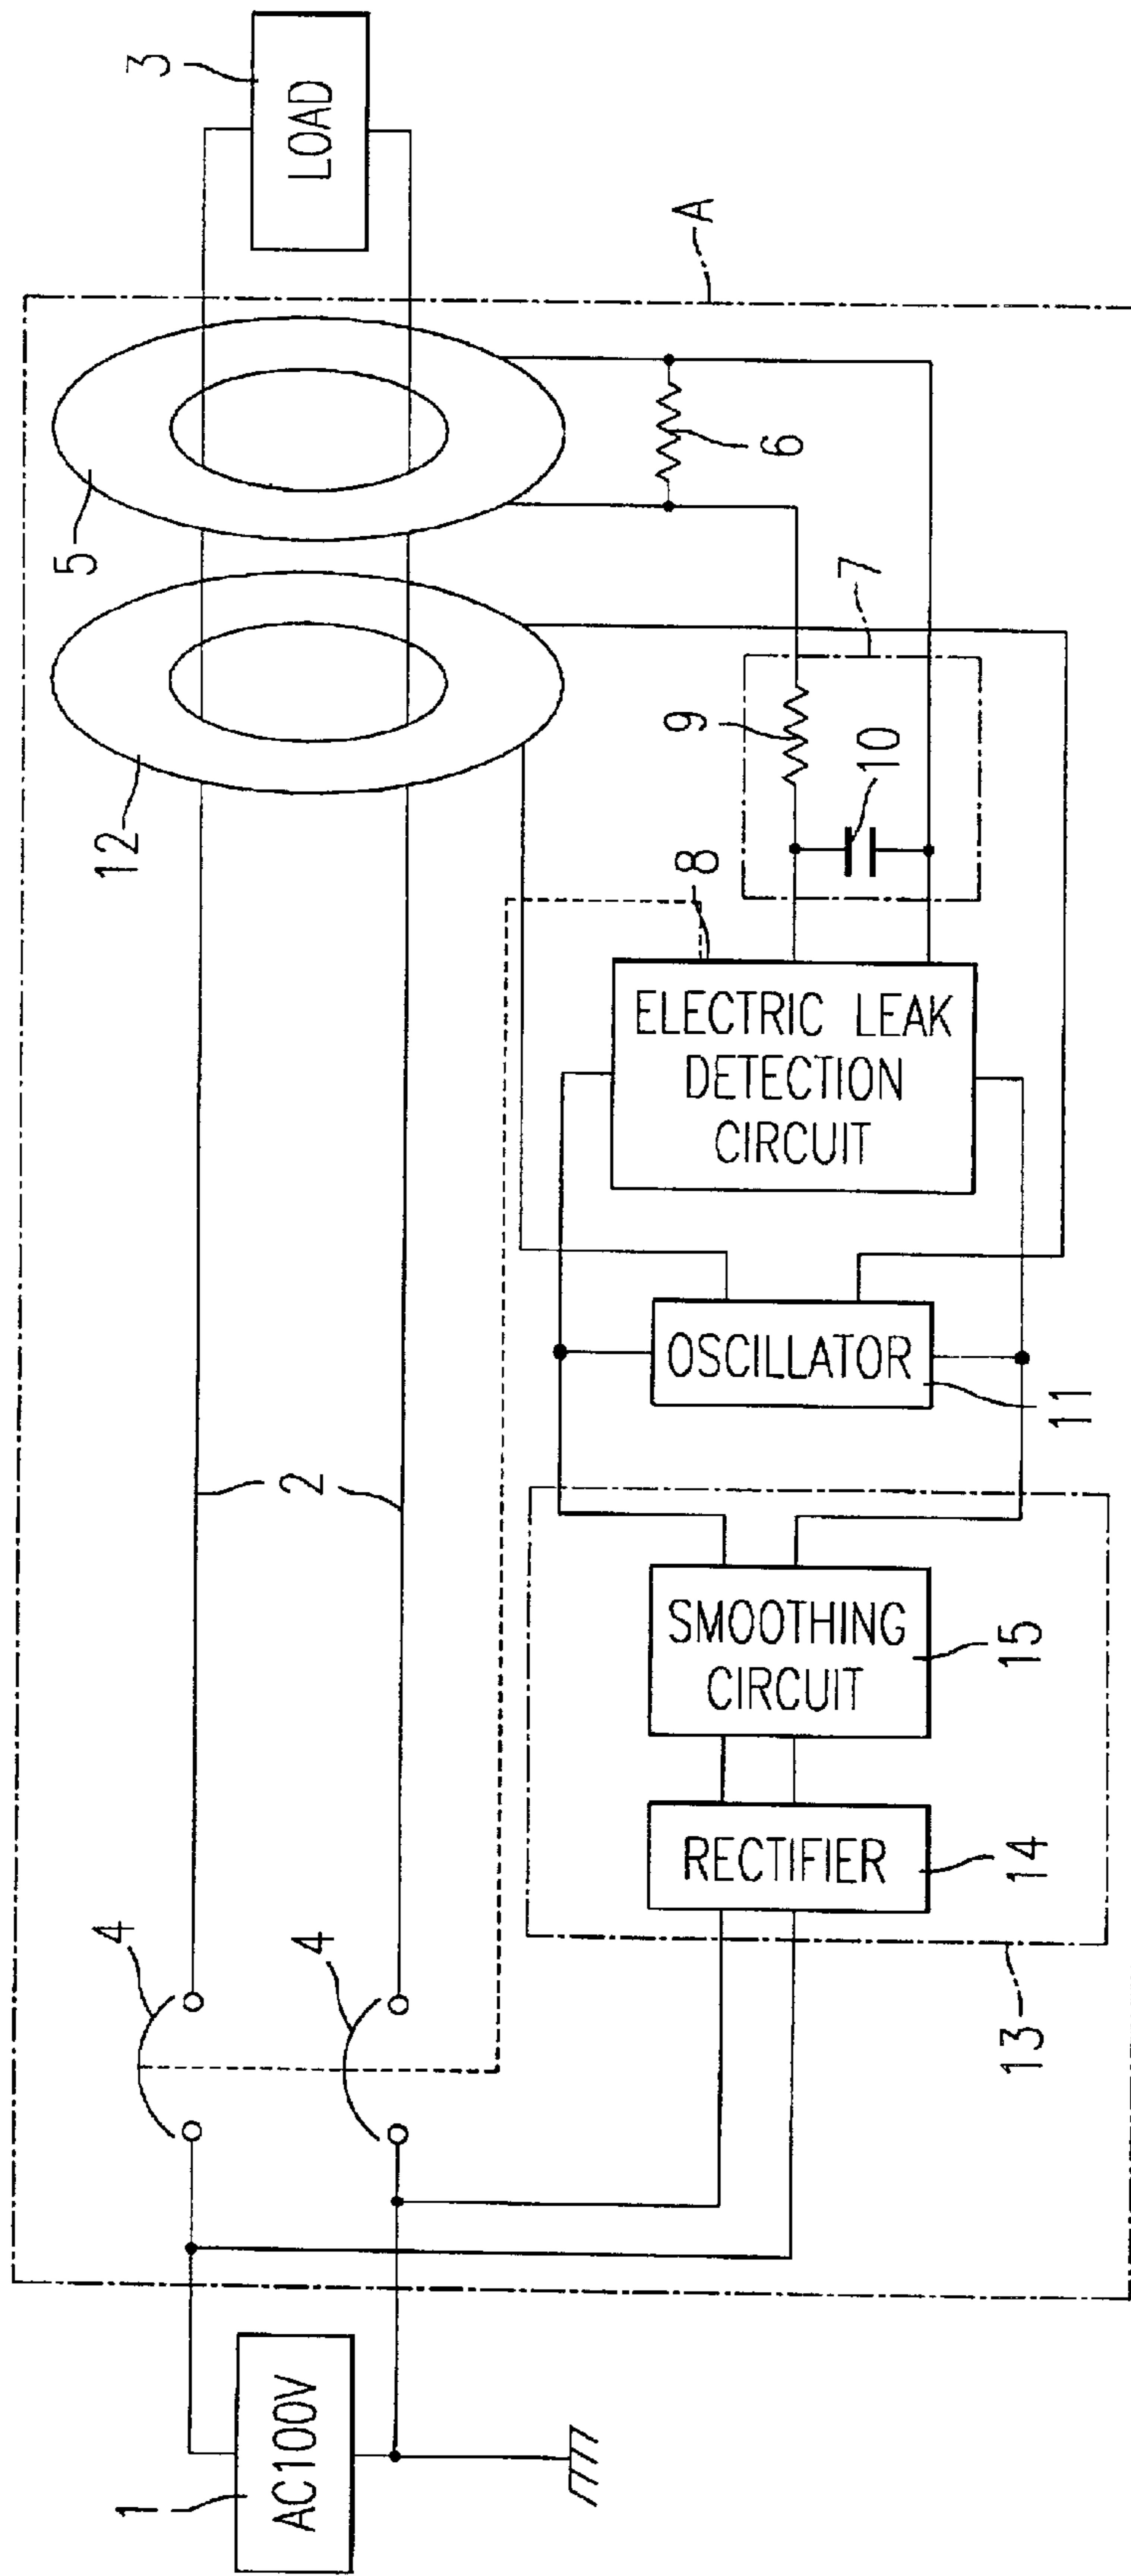 3
LOAD
A
5
6
12
7
9
10
8
ELECTRIC LEAK
DETECTION
CIRCUIT
2
OSCILLATOR
11
SMOOTHING
CIRCUIT
15
RECTIFIER
14
13
4
4
1
AC100V